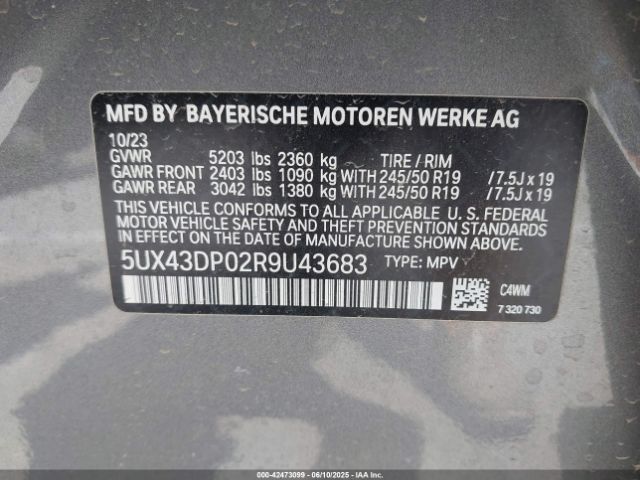 MFD BY BAYERISCHE MOTOREN WERKE AG
10/23
GVWR 5203 lbs 2360 kg TIRE / RIM
GAWR FRONT 2403 lbs 1090 kg WITH 245/50 R19 / 7.5J x 19
GAWR REAR 3042 lbs 1380 kg WITH 245/50 R19 / 7.5J x 19
THIS VEHICLE CONFORMS TO ALL APPLICABLE U. S. FEDERAL
MOTOR VEHICLE SAFETY, BUMPER, AND
THEFT PREVENTION STANDARDS IN EFFECT ON THE
DATE OF MANUFACTURE SHOWN ABOVE.
5UX43DP02R9U43683 TYPE: MPV
C4WM
7 320 730
000-42473099 - 06/10/2025 - IAAI.COM